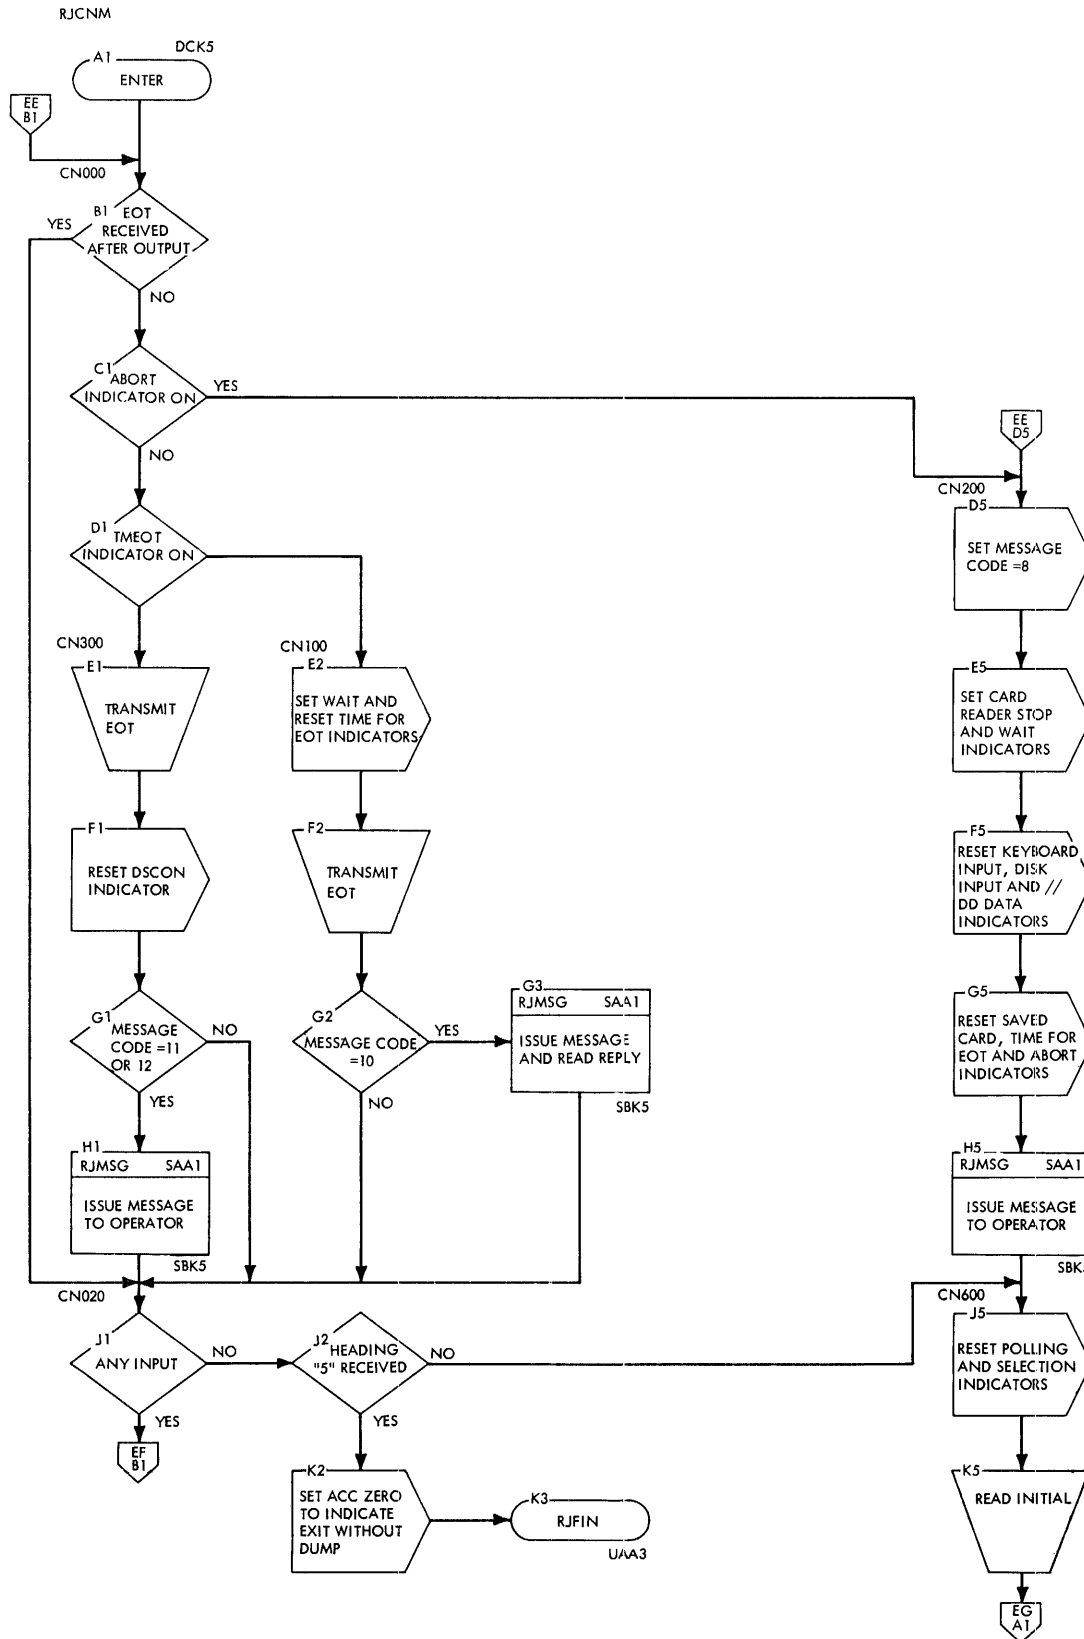 RJCNM
DCK5
A1
ENTER
EE
B1
CN000
B1
EOT
RECEIVED
AFTER OUTPUT
YES
NO
C1
ABORT
INDICATOR ON
YES
NO
EE
D5
CN200
D1
TMEOT
INDICATOR ON
D5
SET MESSAGE
CODE =8
CN300
E1
TRANSMIT
EOT
CN100
E2
SET WAIT AND
RESET TIME FOR
EOT INDICATORS
E5
SET CARD
READER STOP
AND WAIT
INDICATORS
F1
RESET DSCON
INDICATOR
F2
TRANSMIT
EOT
F5
RESET KEYBOARD
INPUT, DISK
INPUT AND //
DD DATA
INDICATORS
G1
MESSAGE
CODE =11
OR 12
NO
YES
G2
MESSAGE CODE
=10
YES
NO
G3
RJMSG SAA1
ISSUE MESSAGE
AND READ REPLY
SBK5
G5
RESET SAVED
CARD, TIME FOR
EOT AND ABORT
INDICATORS
H1
RJMSG SAA1
ISSUE MESSAGE
TO OPERATOR
SBK5
H5
RJMSG SAA1
ISSUE MESSAGE
TO OPERATOR
CN020
CN600
J1
ANY INPUT
NO
YES
J2
HEADING
"5" RECEIVED
NO
YES
J5
RESET POLLING
AND SELECTION
INDICATORS
EF
B1
K2
SET ACC ZERO
TO INDICATE
EXIT WITHOUT
DUMP
K3
RJFIN
UAA3
K5
READ INITIAL
EG
A1